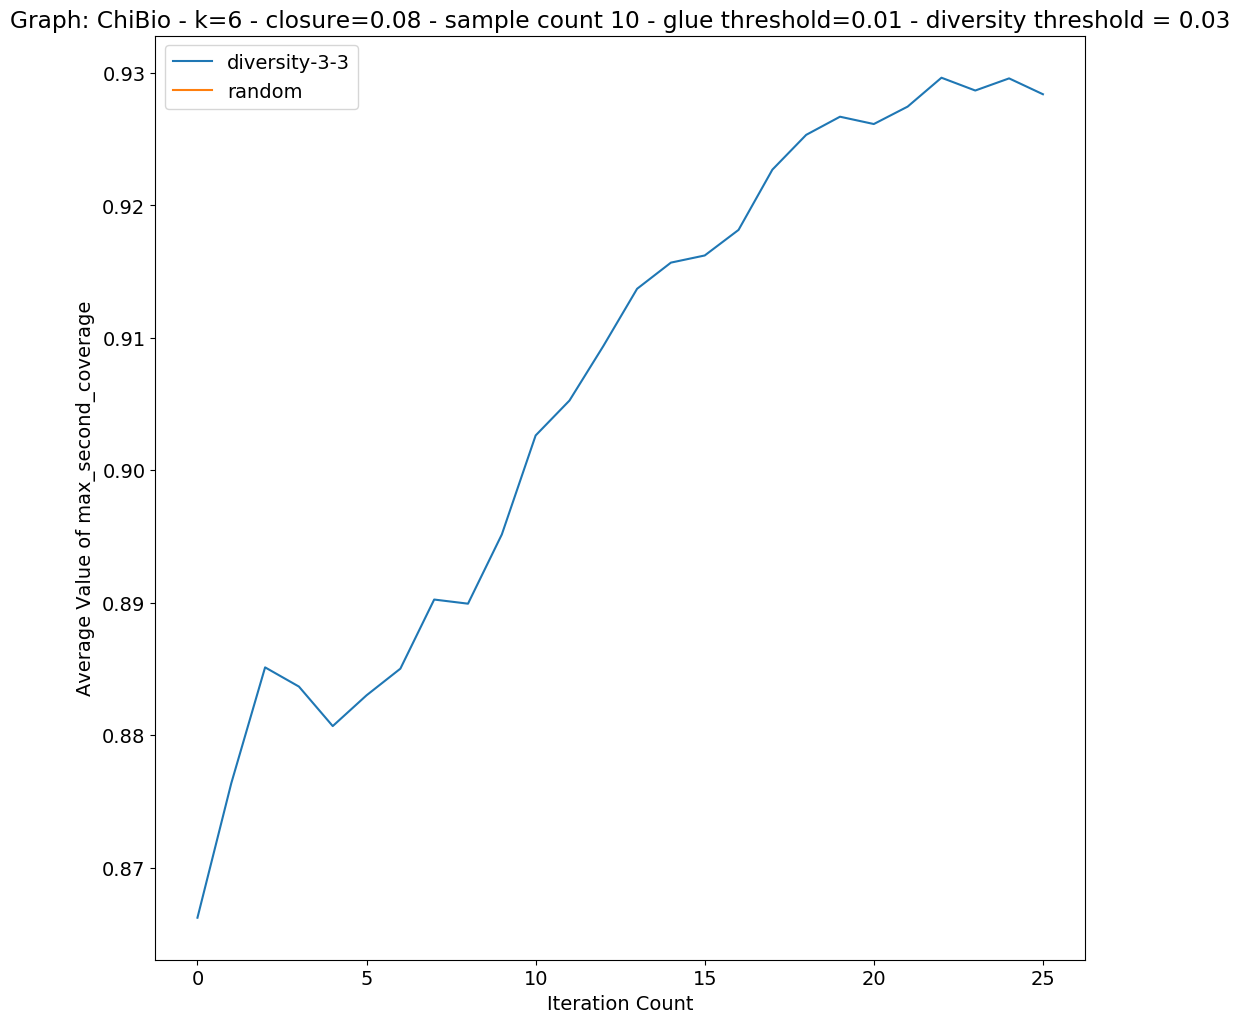 Graph: ChiBio - k=6 - closure=0.08 - sample count 10 - glue threshold=0.01 - diversity threshold = 0.03
diversity-3-3
random
0.93
0.92
0.91
0.90
0.89
0.88
0.87
Average Value of max_second_coverage
0 5 10 15 20 25
Iteration Count